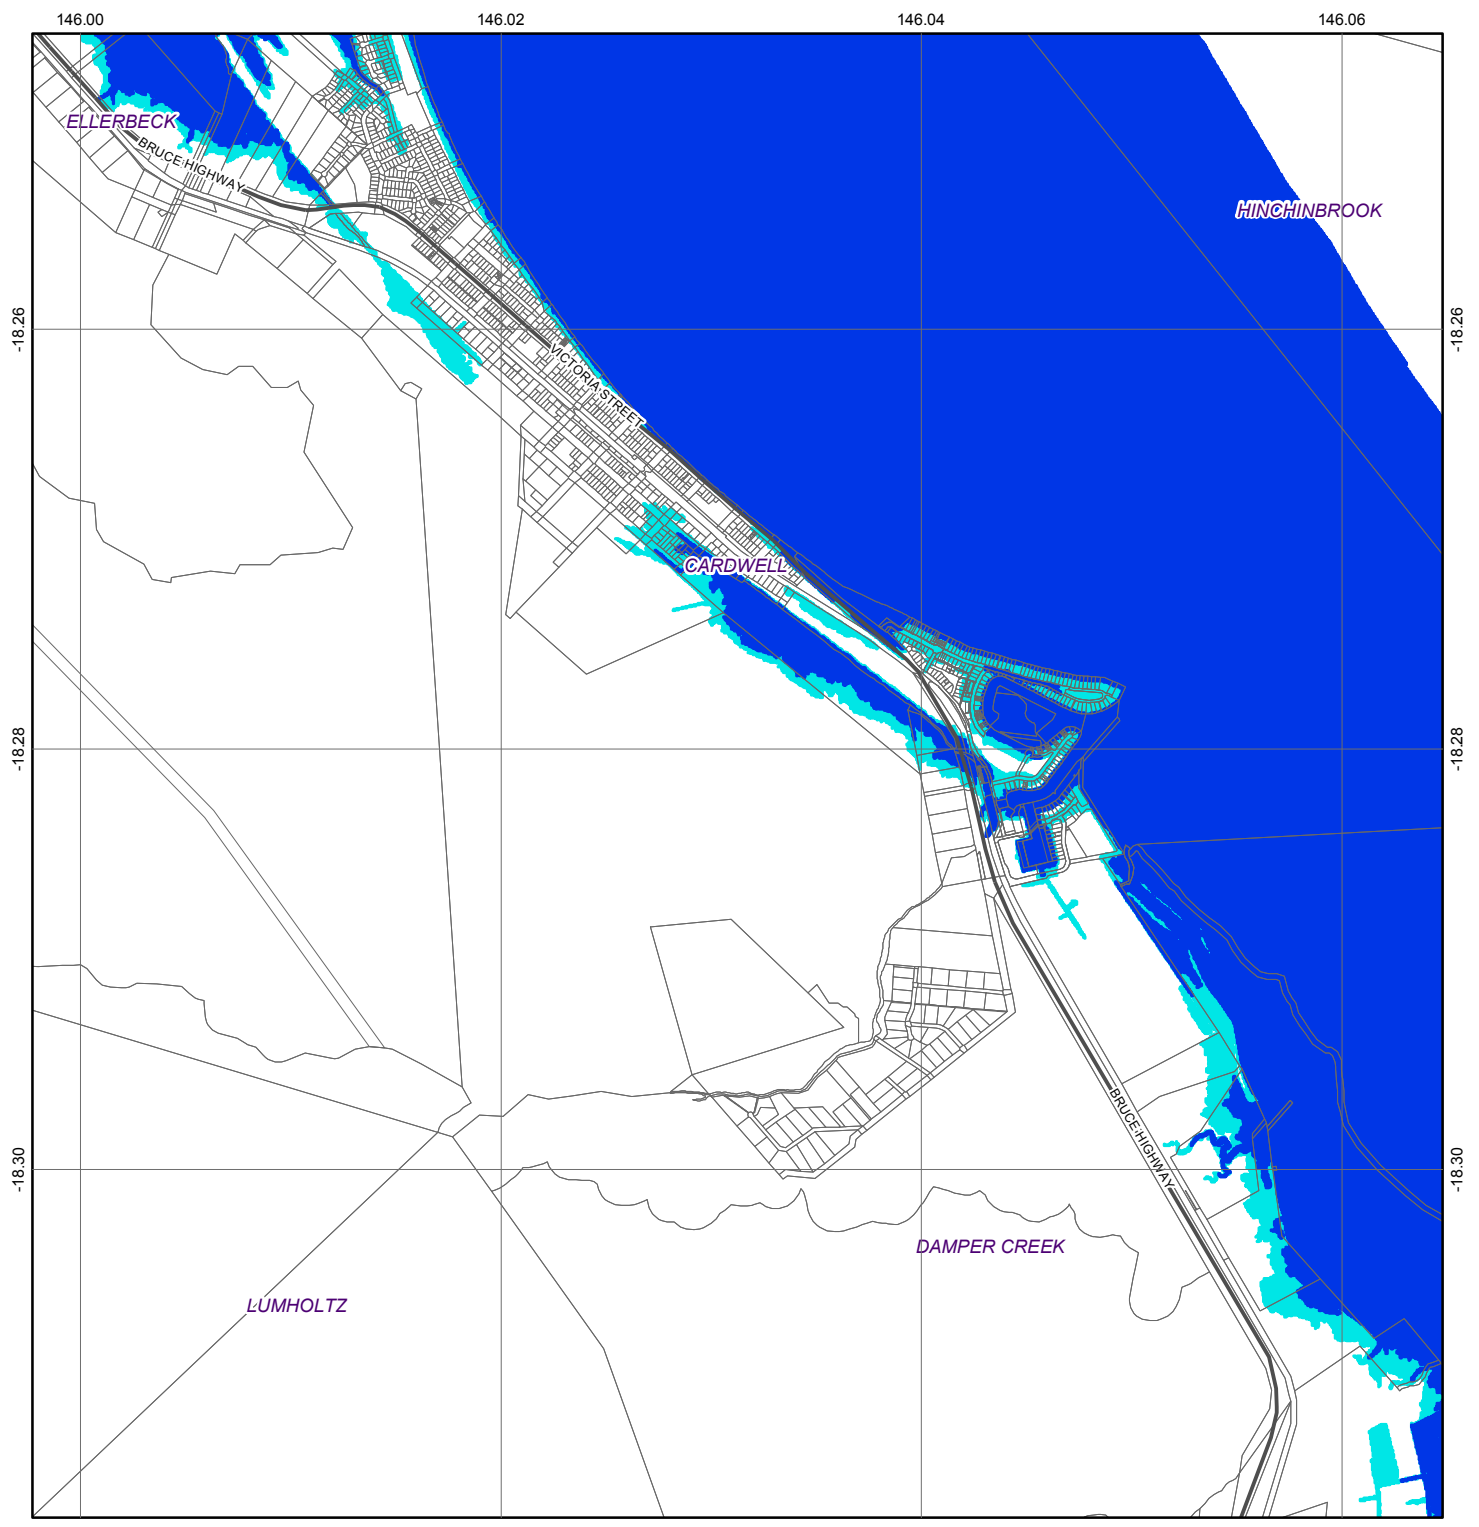 146.00
146.02
146.04
146.06
ELLERBECK
BRUCE HIGHWAY
HINCHINBROOK
-18.26
-18.26
VICTORIA STREET
CARDWELL
-18.28
-18.28
BRUCE HIGHWAY
-18.30
-18.30
DAMPER CREEK
LUMHOLTZ